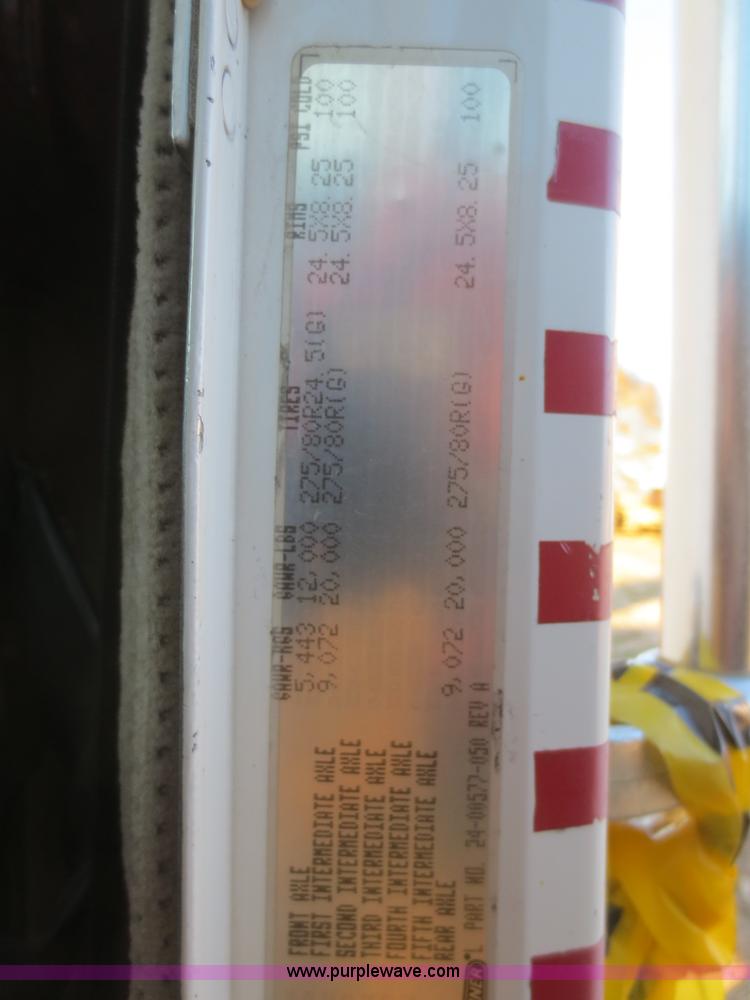 GAWR-KGS GAWR-LBS TIRES RIMS PSI COLD
FRONT AXLE 5,443 12,000 275/80R24.5(G) 24.5X8.25 100
FIRST INTERMEDIATE AXLE 9,072 20,000 275/80R(G) 24.5X8.25 100
SECOND INTERMEDIATE AXLE
THIRD INTERMEDIATE AXLE
FOURTH INTERMEDIATE AXLE
FIFTH INTERMEDIATE AXLE
REAR AXLE 9,072 20,000 275/80R(G) 24.5X8.25 100
PART NO. 24-00577-050 REV A
www.purplewave.com